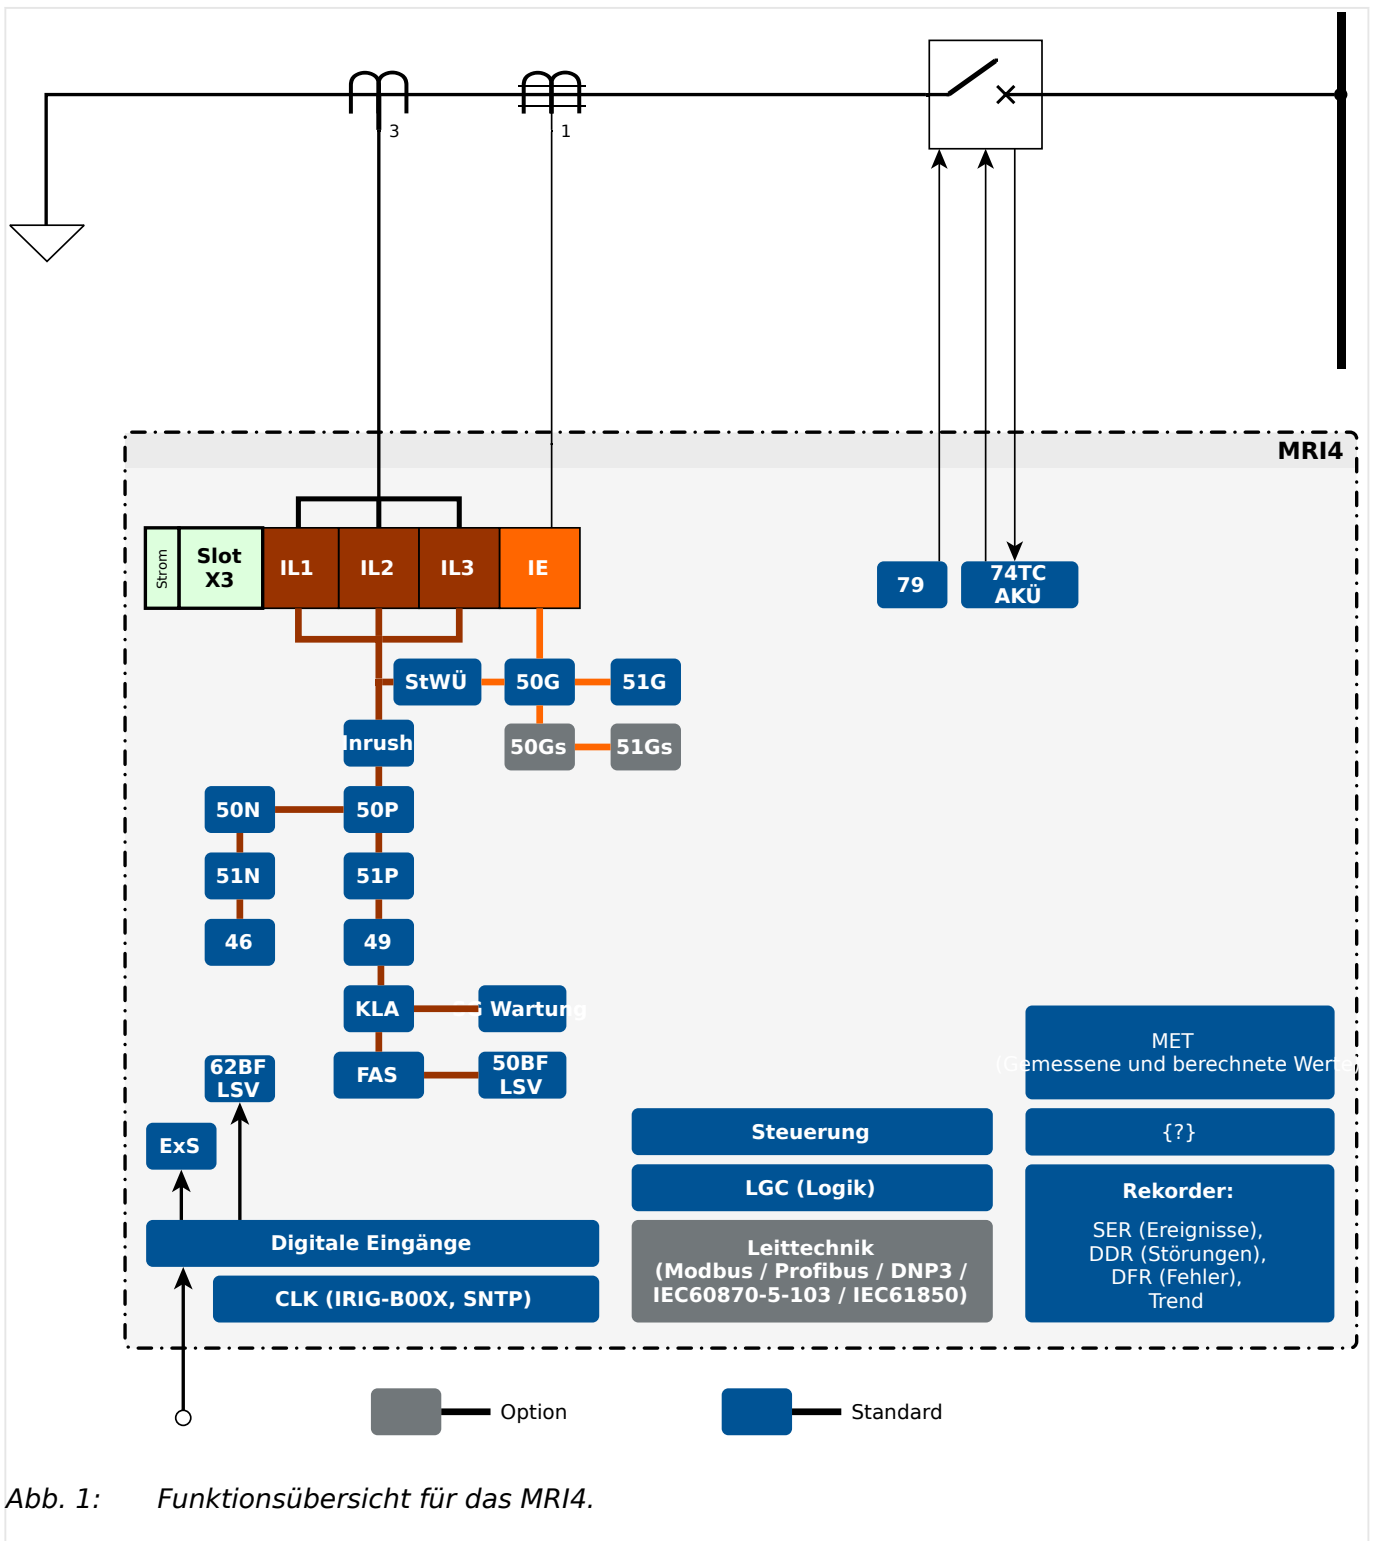 3
1
MRI4
Strom
Slot
X3
IL1
IL2
IL3
IE
79
74TC
AKÜ
StWÜ
50G
51G
Inrush
50Gs
51Gs
50N
50P
51N
51P
46
49
KLA
SG Wartung
62BF
LSV
FAS
50BF
LSV
MET
(Gemessene und berechnete Werte)
ExS
Steuerung
{?}
LGC (Logik)
Rekorder:
SER (Ereignisse),
DDR (Störungen),
DFR (Fehler),
Trend
Digitale Eingänge
Leittechnik
(Modbus / Profibus / DNP3 /
IEC60870-5-103 / IEC61850)
CLK (IRIG-B00X, SNTP)
Option
Standard
Abb. 1: Funktionsübersicht für das MRI4.